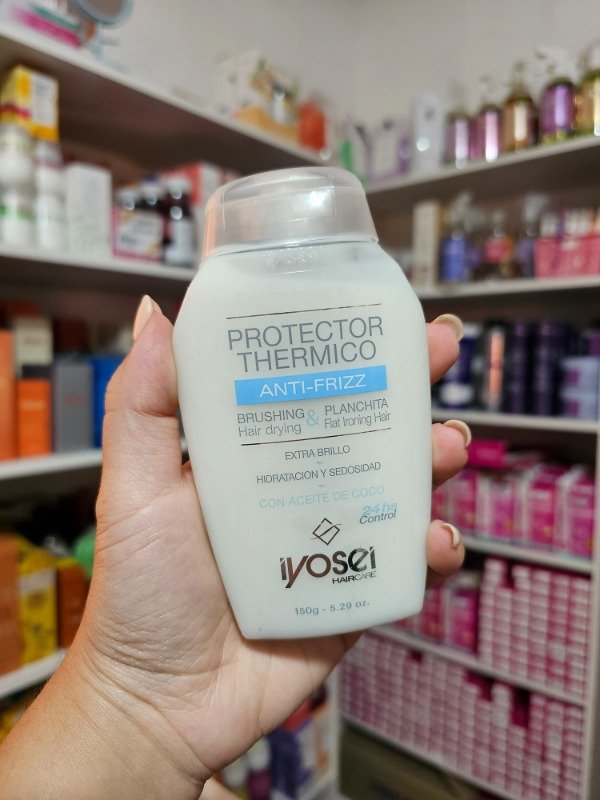 PROTECTOR
THERMICO
ANTI-FRIZZ
BRUSHING & PLANCHITA
Hair drying Flat Ironing Hair
EXTRA BRILLO
HIDRATACION Y SEDOSIDAD
CON ACEITE DE COCO
24hs
Control
iyosei
HAIRCARE
150g - 5.29 oz.